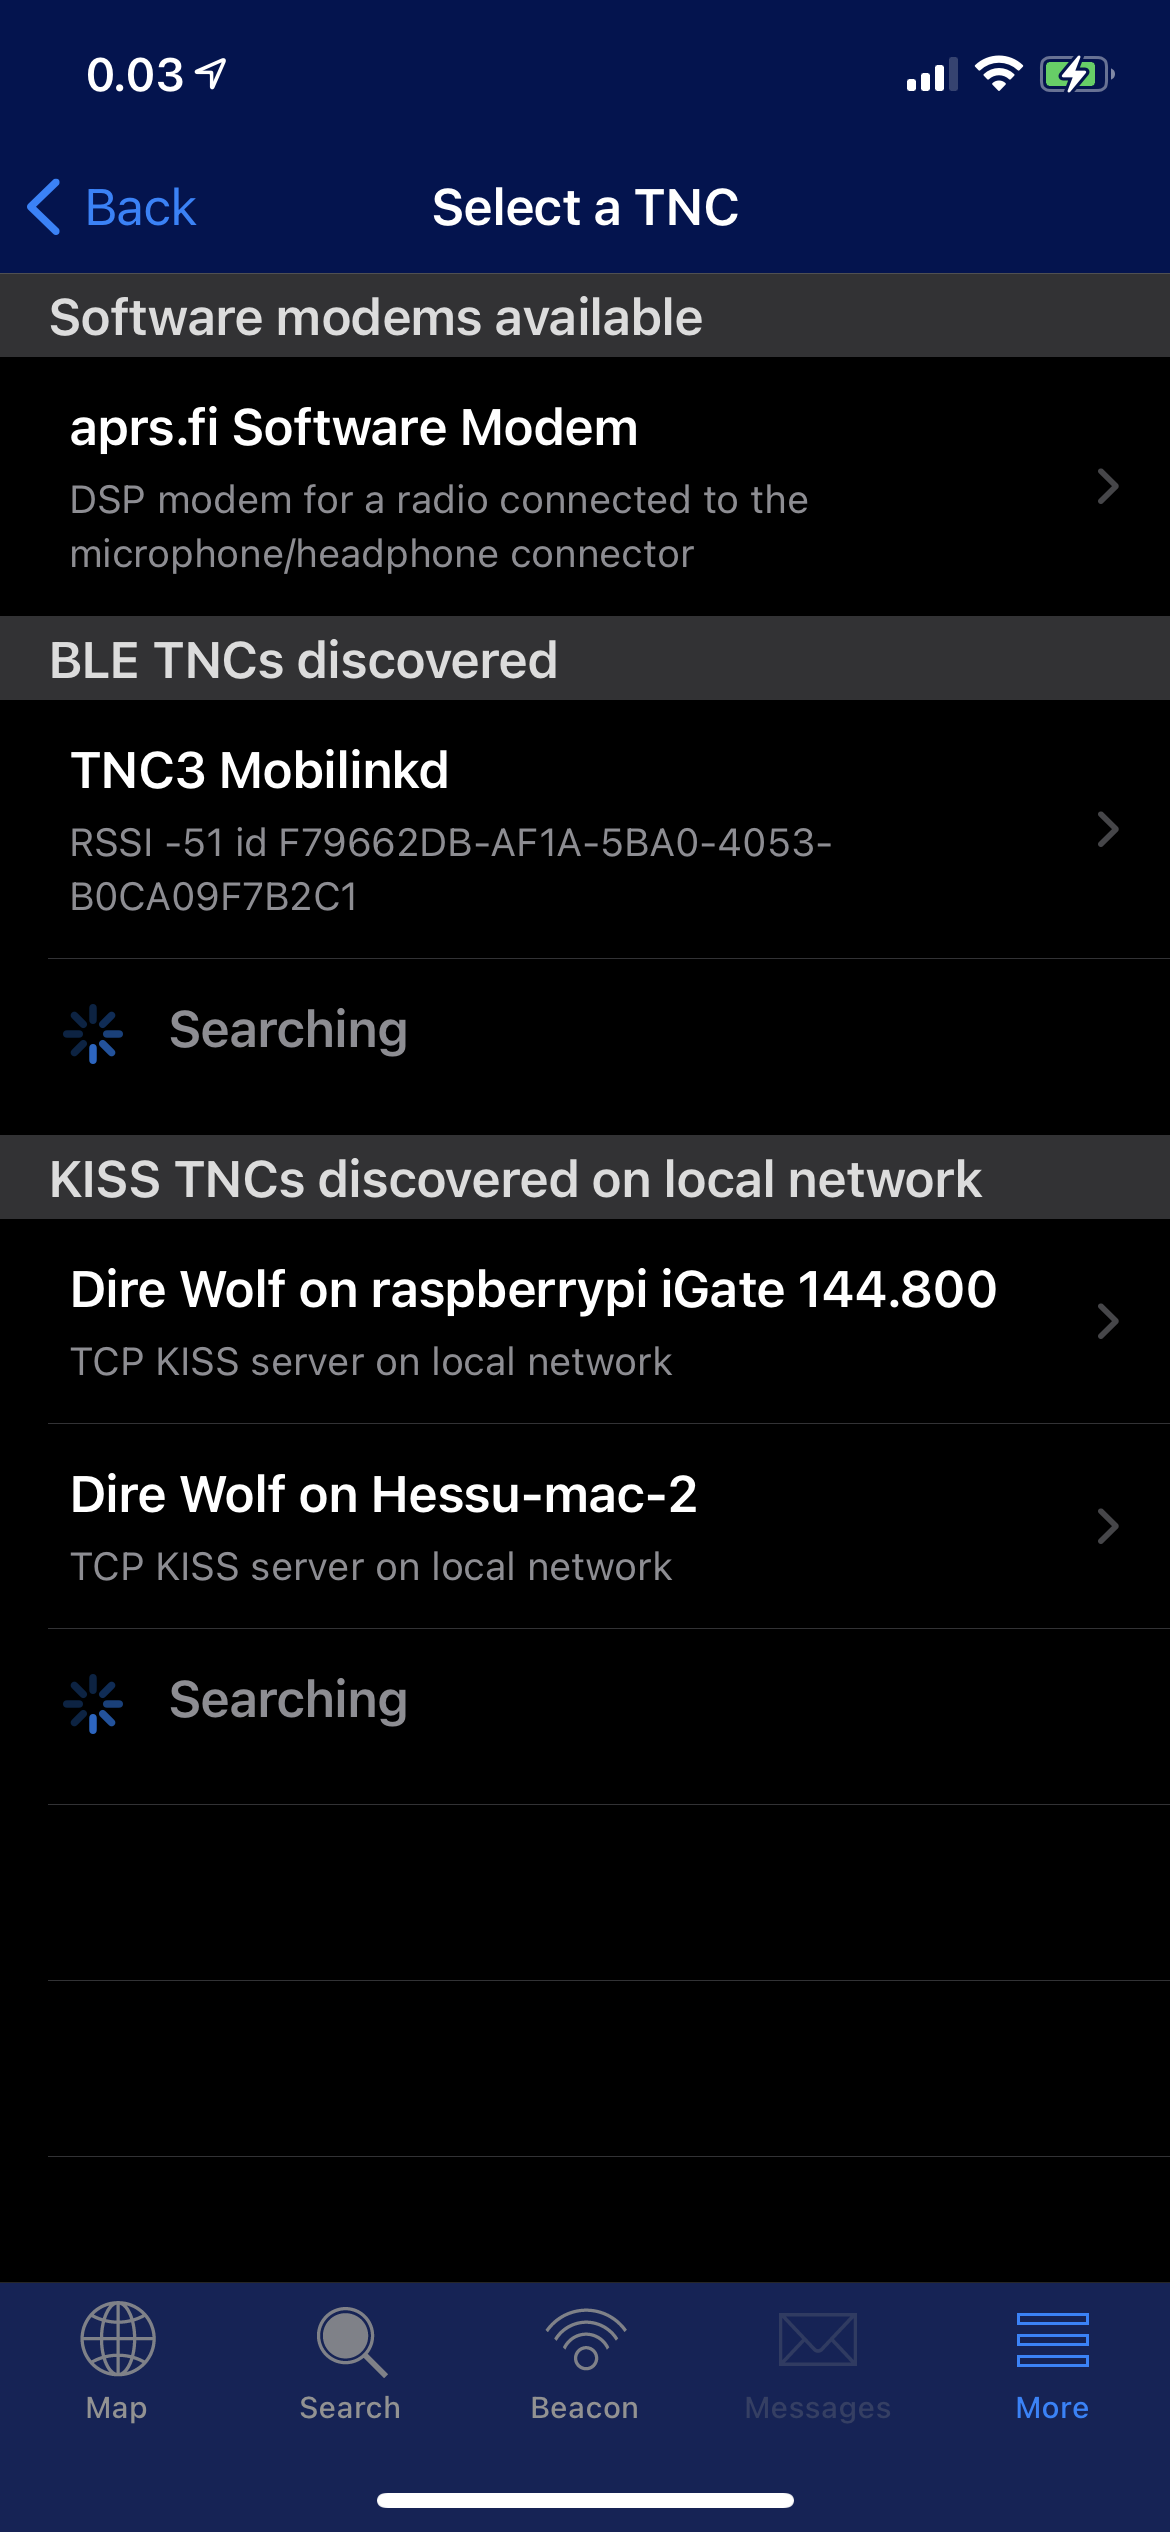 0.03
Back
Select a TNC
Software modems available
aprs.fi Software Modem
DSP modem for a radio connected to the
microphone/headphone connector
BLE TNCs discovered
TNC3 Mobilinkd
RSSI -51 id F79662DB-AF1A-5BA0-4053-
B0CA09F7B2C1
Searching
KISS TNCs discovered on local network
Dire Wolf on raspberrypi iGate 144.800
TCP KISS server on local network
Dire Wolf on Hessu-mac-2
TCP KISS server on local network
Searching
Map
Search
Beacon
Messages
More